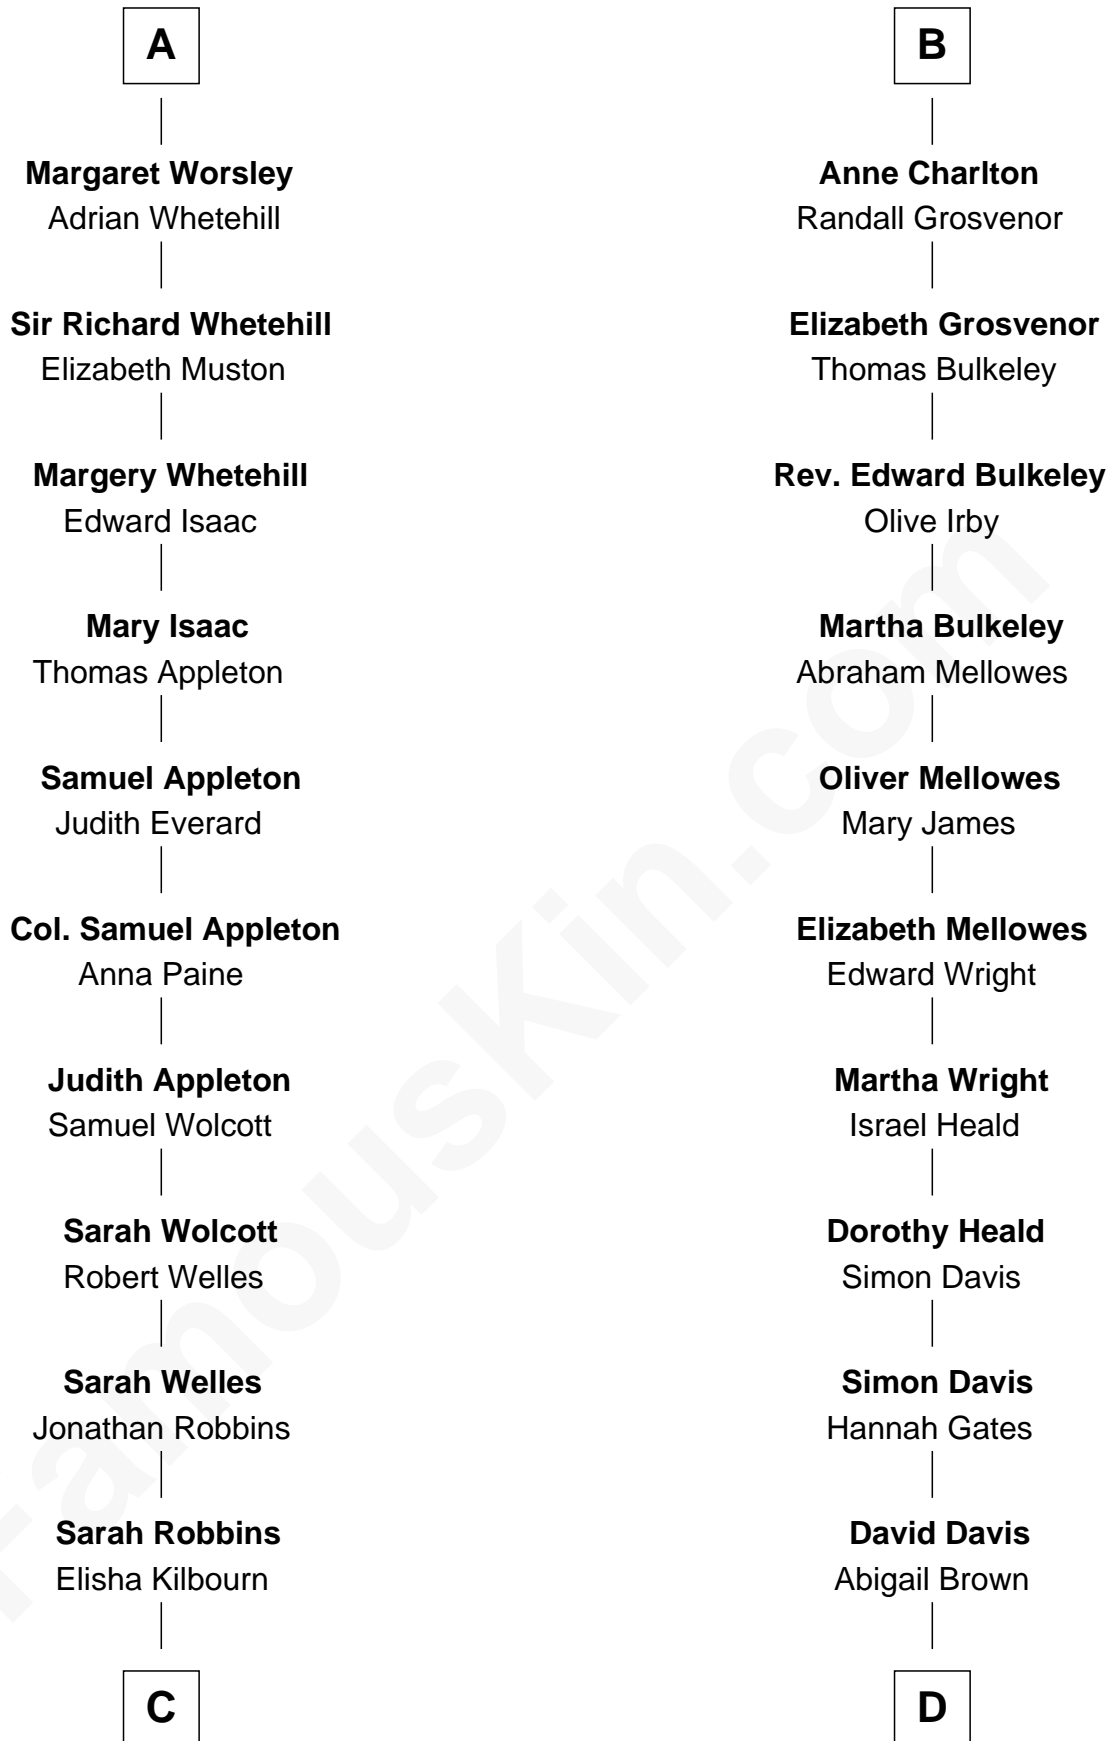 A
Margaret Worsley
Adrian Whetehill
Sir Richard Whetehill
Elizabeth Muston
Margery Whetehill
Edward Isaac
Mary Isaac
Thomas Appleton
Samuel Appleton
Judith Everard
Col. Samuel Appleton
Anna Paine
Judith Appleton
Samuel Wolcott
Sarah Wolcott
Robert Welles
Sarah Welles
Jonathan Robbins
Sarah Robbins
Elisha Kilbourn
C
B
Anne Charlton
Randall Grosvenor
Elizabeth Grosvenor
Thomas Bulkeley
Rev. Edward Bulkeley
Olive Irby
Martha Bulkeley
Abraham Mellowes
Oliver Mellowes
Mary James
Elizabeth Mellowes
Edward Wright
Martha Wright
Israel Heald
Dorothy Heald
Simon Davis
Simon Davis
Hannah Gates
David Davis
Abigail Brown
D
FamousKin.com